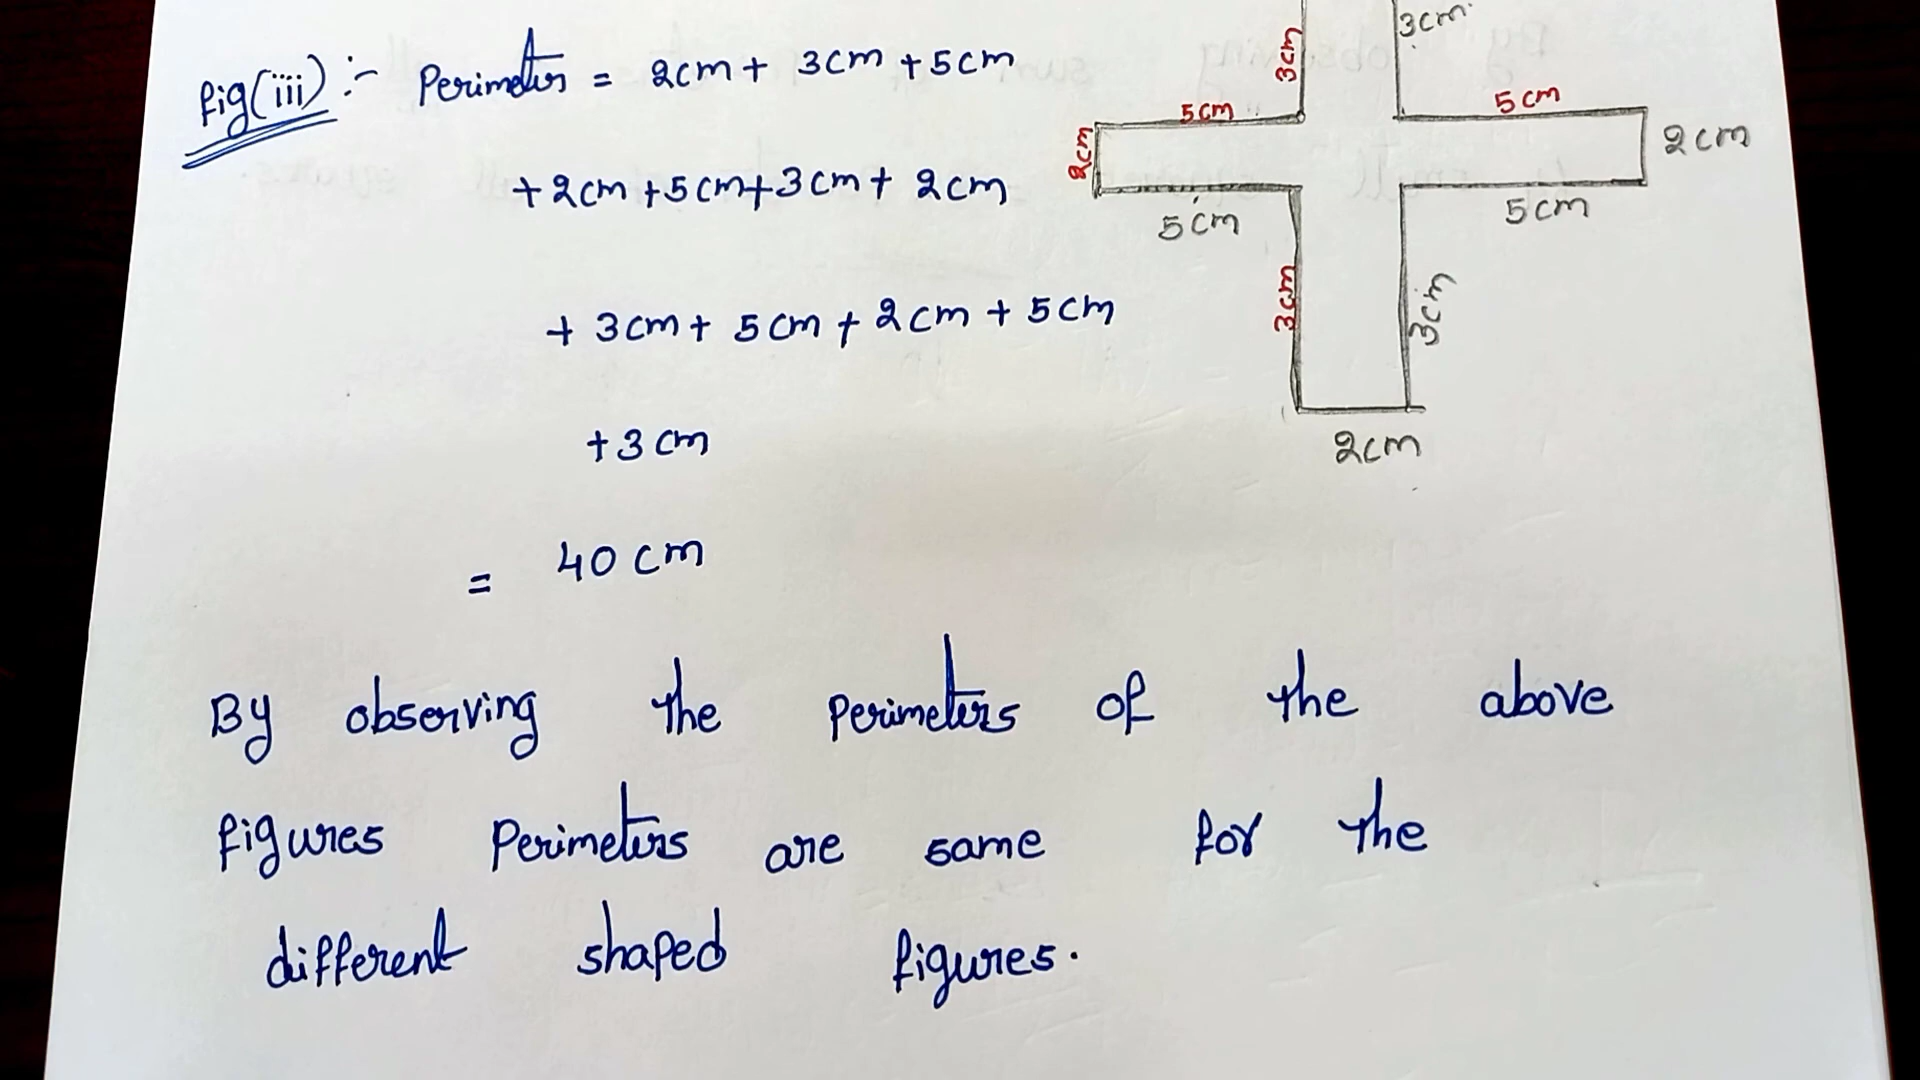 fig(iii) :- Perimeters = 2cm + 3cm + 5cm
+ 2cm + 5cm + 3cm + 2cm
+ 3cm + 5cm + 2cm + 5cm
+ 3cm
= 40 cm
3cm 3cm
5cm 5cm
2cm 2cm
5cm 5cm
3cm 3cm
2cm
By observing the Perimeters of the above
figures Perimeters are same for the
different shaped figures.